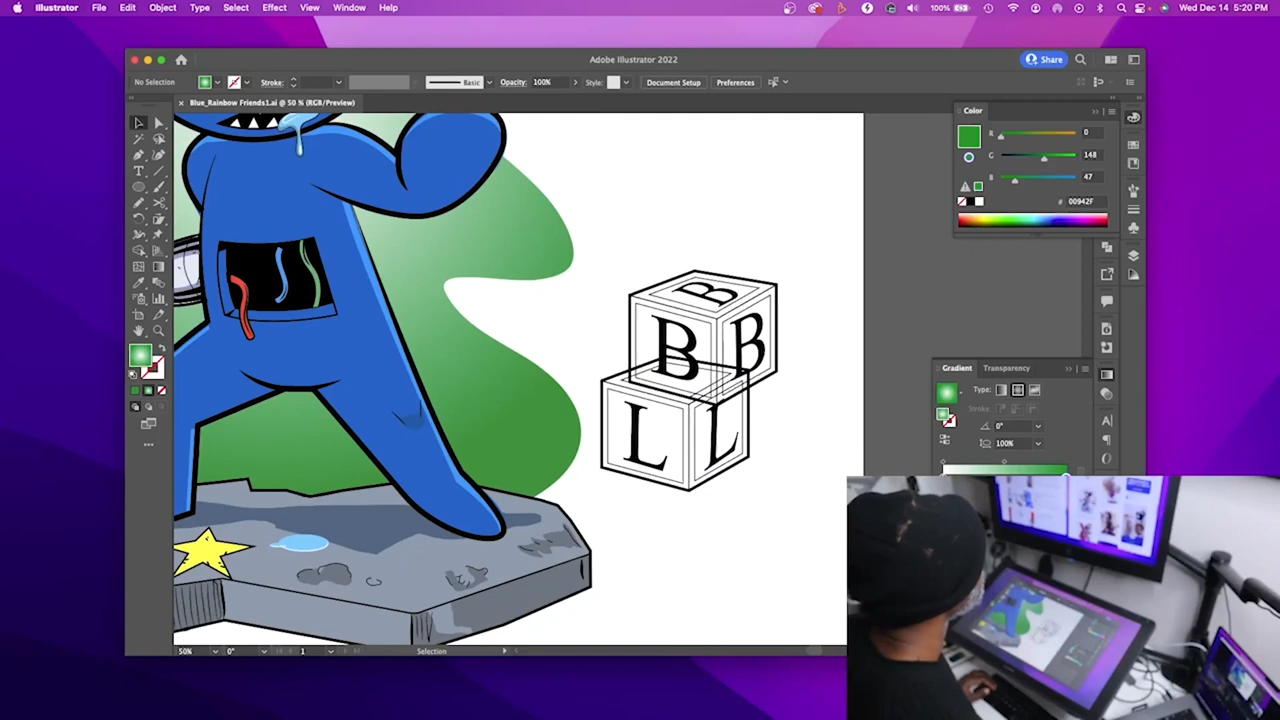 Illustrator File Edit Object Type Select Effect View Window Help 100% Wed Dec 14 5:20 PM
Adobe Illustrator 2022 Share
No Selection Stroke: Basic Opacity: 100% Style: Document Setup Preferences
× Blue_Rainbow Friends1.ai @ 50 % (RGB/Preview)
Color
R 0
G 148
B 47
# 00942F
B
B B
L L
Gradient Transparency
Type:
Stroke:
0°
100%
50% 0° 1 Selection